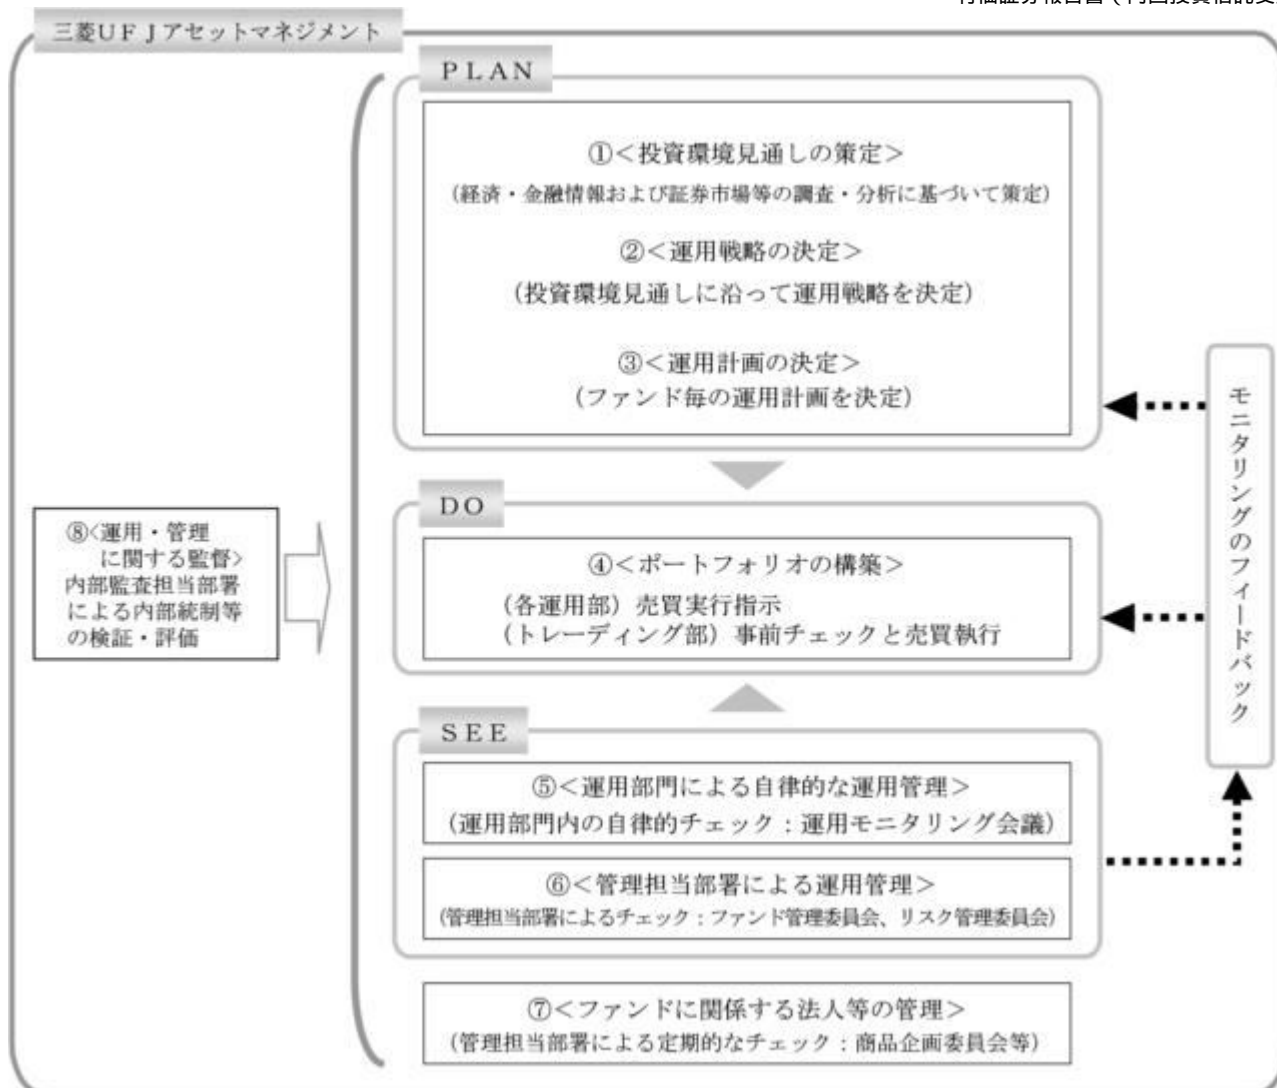 三菱UFJアセットマネジメント
PLAN
①<投資環境見通しの策定>
(経済・金融情報および証券市場等の調査・分析に基づいて策定)
②<運用戦略の決定>
(投資環境見通しに沿って運用戦略を決定)
③<運用計画の決定>
(ファンド毎の運用計画を決定)
DO
④<ポートフォリオの構築>
(各運用部)売買実行指示
(トレーディング部)事前チェックと売買執行
SEE
⑤<運用部門による自律的な運用管理>
(運用部門内の自律的チェック:運用モニタリング会議)
⑥<管理担当部署による運用管理>
(管理担当部署によるチェック:ファンド管理委員会、リスク管理委員会)
⑦<ファンドに関係する法人等の管理>
(管理担当部署による定期的なチェック:商品企画委員会等)
⑧<運用・管理
に関する監督>
内部監査担当部署
による内部統制等
の検証・評価
モニタリングのフィードバック